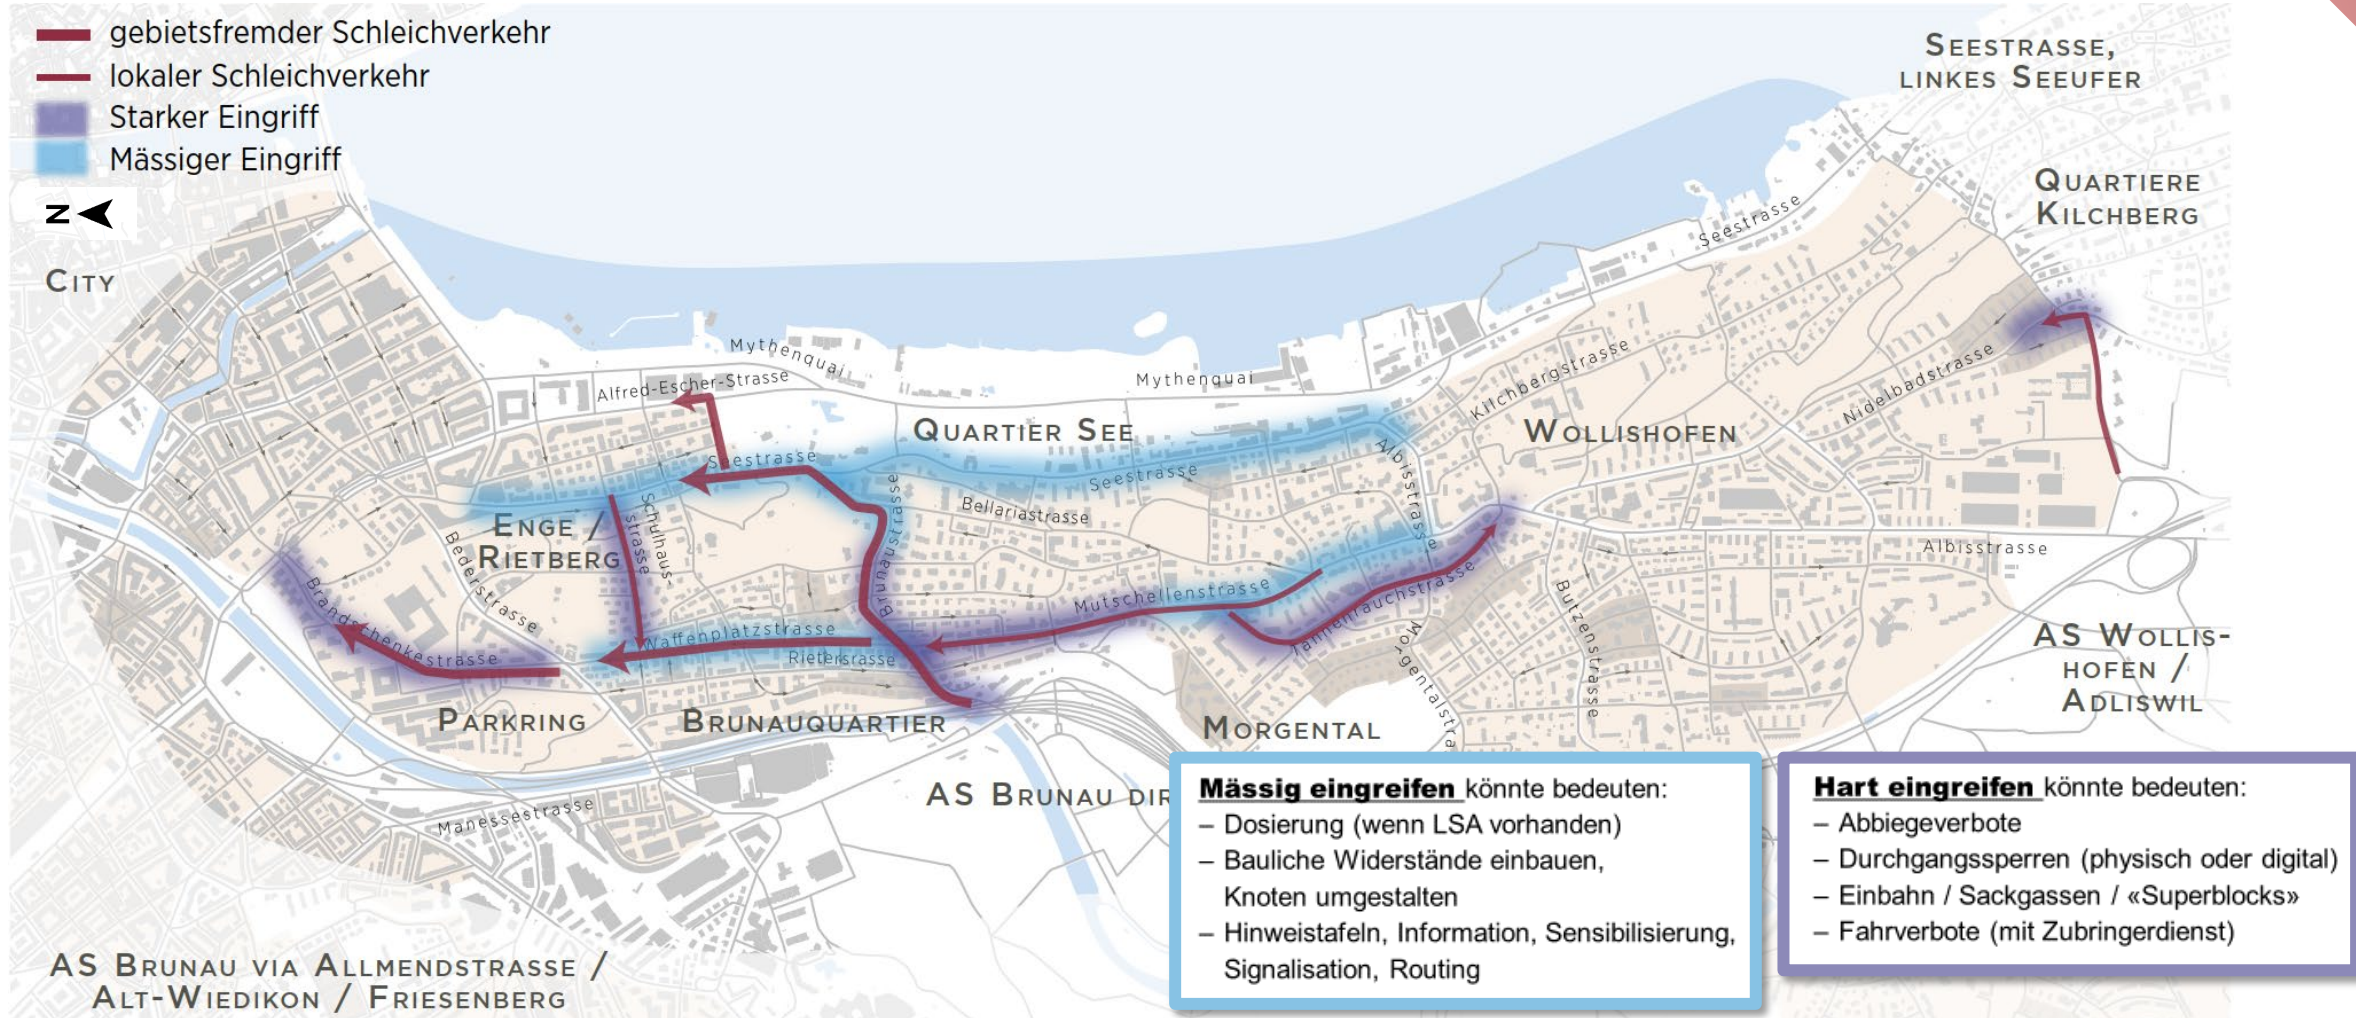 gebietsfremder Schleichverkehr
lokaler Schleichverkehr
Starker Eingriff
Mässiger Eingriff
N
SEESTRASSE,
LINKES SEEUFER
QUARTIERE
KILCHBERG
CITY
Seestrasse
Mythenquai
Alfred-Escher-Strasse
Mythenquai
Kilchbergstrasse
Nidelbadstrasse
QUARTIER SEE
WOLLISHOFEN
Seestrasse
Seestrasse
Albisstrasse
Bellariastrasse
Brunaustrasse
ENGE /
RIETBERG
Schulhaus-
strasse
Bederstrasse
Albisstrasse
Brandschenkestrasse
Mutschellenstrasse
Tannenrauchstrasse
Butzenstrasse
Waffenplatzstrasse
Rietersrasse
Morgentalstra
AS WOLLIS-
HOFEN /
ADLISWIL
PARKRING
BRUNAUQUARTIER
MORGENTAL
AS BRUNAU DIR
Manessestrasse
AS BRUNAU VIA ALLMENDSTRASSE /
ALT-WIEDIKON / FRIESENBERG
Mässig eingreifen könnte bedeuten:
– Dosierung (wenn LSA vorhanden)
– Bauliche Widerstände einbauen,
Knoten umgestalten
– Hinweistafeln, Information, Sensibilisierung,
Signalisation, Routing
Hart eingreifen könnte bedeuten:
– Abbiegeverbote
– Durchgangssperren (physisch oder digital)
– Einbahn / Sackgassen / «Superblocks»
– Fahrverbote (mit Zubringerdienst)